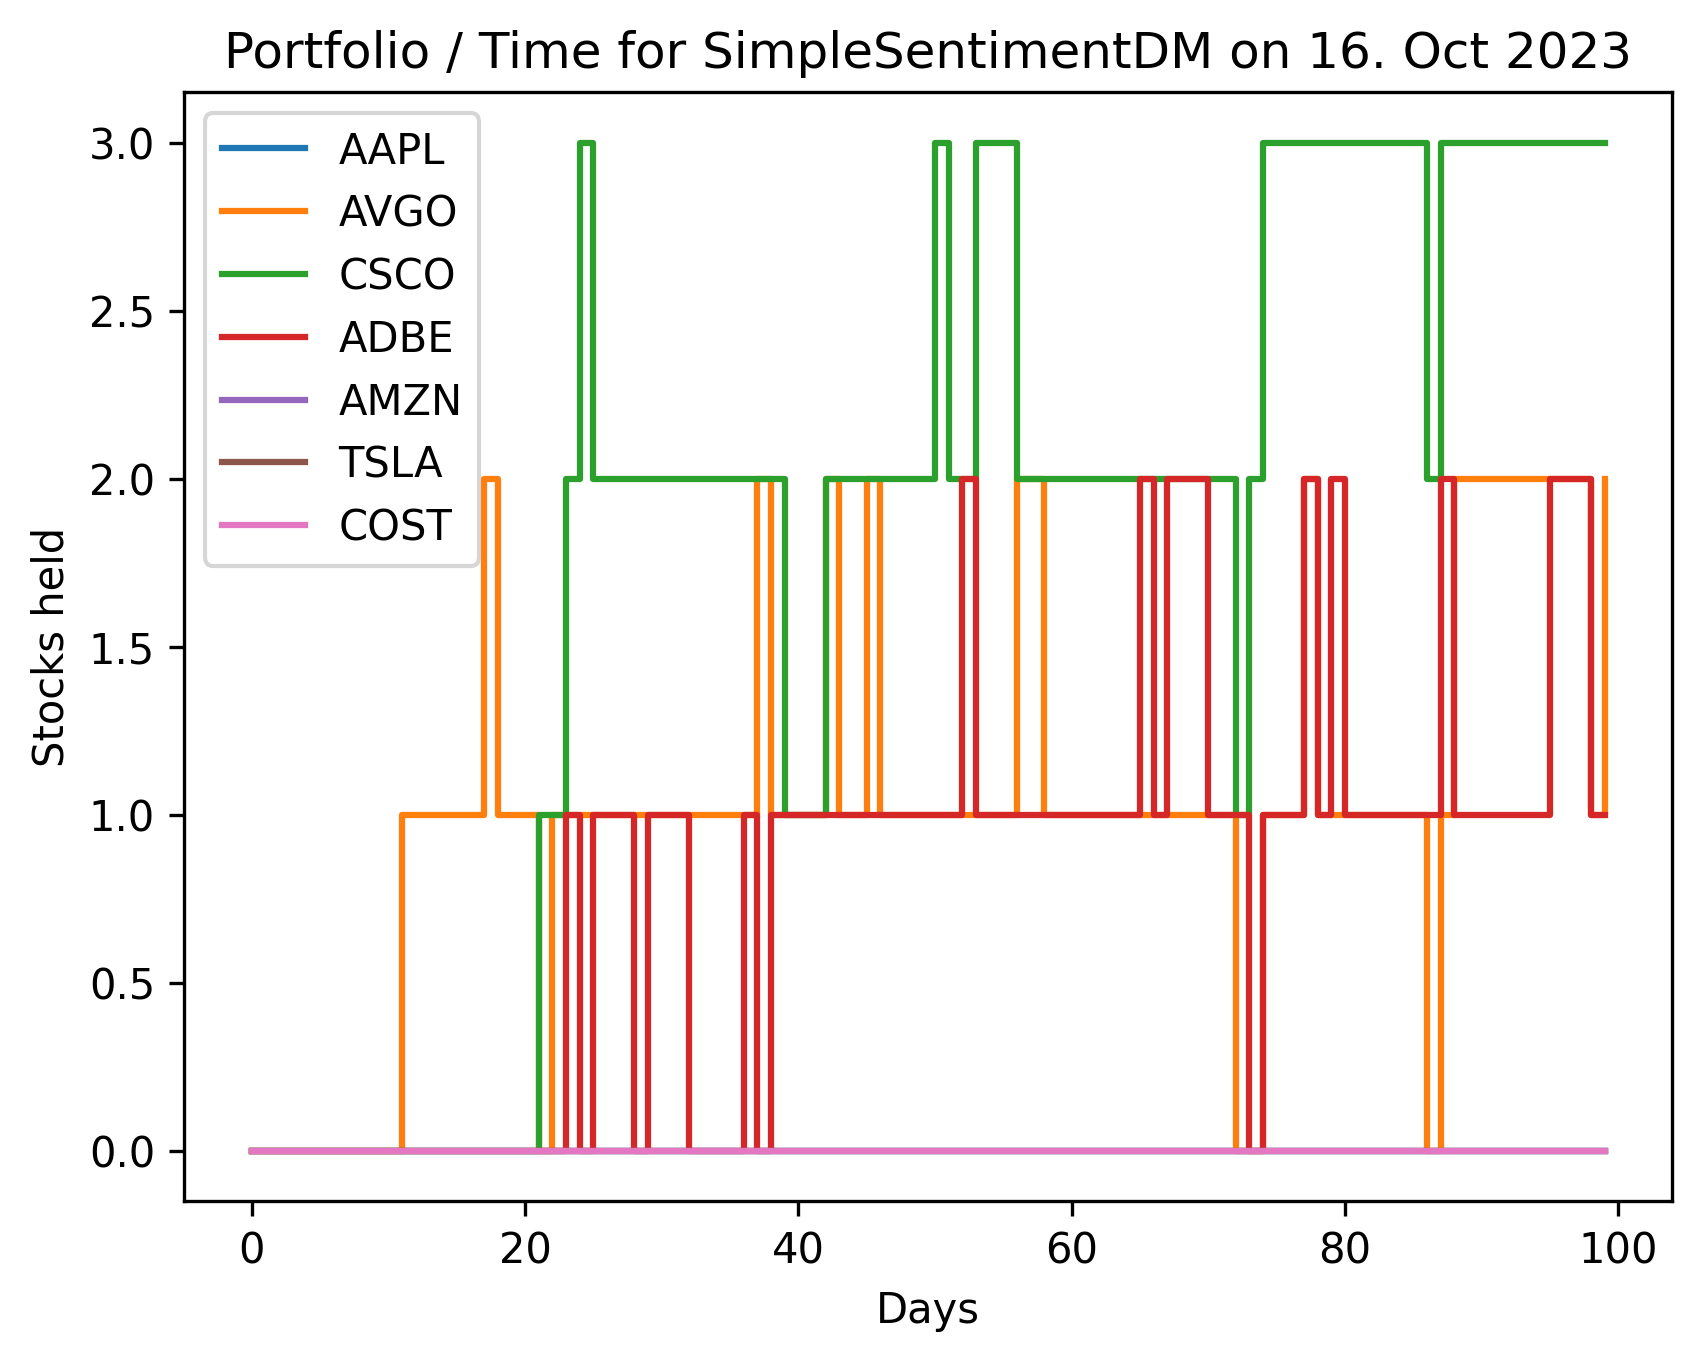 Portfolio / Time for SimpleSentimentDM on 16. Oct 2023
3.0
2.5
2.0
1.5
1.0
0.5
0.0
Stocks held
AAPL
AVGO
CSCO
ADBE
AMZN
TSLA
COST
0
20
40
60
80
100
Days